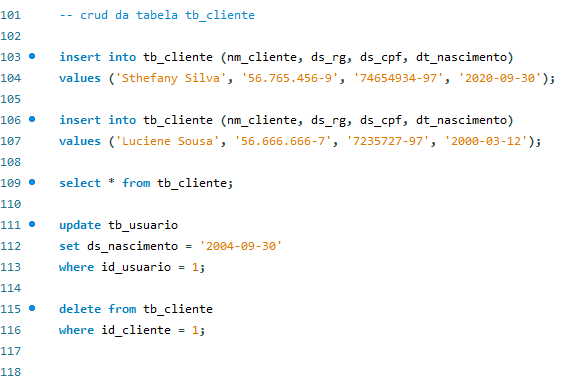 101 -- crud da tabela tb_cliente
102
103 insert into tb_cliente (nm_cliente, ds_rg, ds_cpf, dt_nascimento)
104 values ('Sthefany Silva', '56.765.456-9', '74654934-97', '2020-09-30');
105
106 insert into tb_cliente (nm_cliente, ds_rg, ds_cpf, dt_nascimento)
107 values ('Luciene Sousa', '56.666.666-7', '7235727-97', '2000-03-12');
108
109 select * from tb_cliente;
110
111 update tb_usuario
112 set ds_nascimento = '2004-09-30'
113 where id_usuario = 1;
114
115 delete from tb_cliente
116 where id_cliente = 1;
117
118